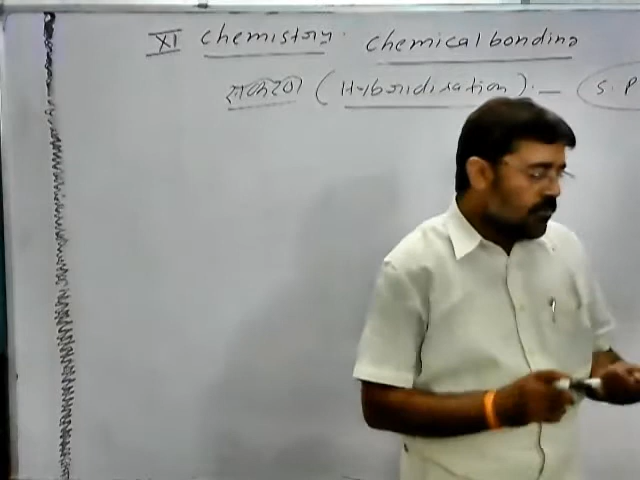 XI Chemistry. Chemical bonding
संकरण (Hybridisation). — S. P